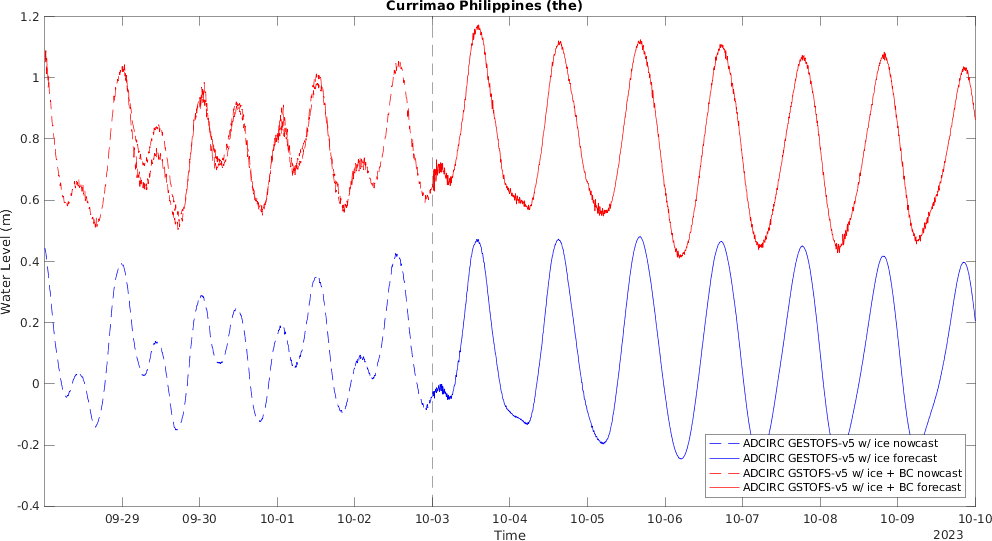 Currimao Philippines (the)
1.2
1
0.8
0.6
0.4
0.2
0
-0.2
-0.4
Water Level (m)
ADCIRC GESTOFS-v5 w/ ice nowcast
ADCIRC GESTOFS-v5 w/ ice forecast
ADCIRC GSTOFS-v5 w/ ice + BC nowcast
ADCIRC GSTOFS-v5 w/ ice + BC forecast
09-29 09-30 10-01 10-02 10-03 10-04 10-05 10-06 10-07 10-08 10-09 10-10
Time
2023